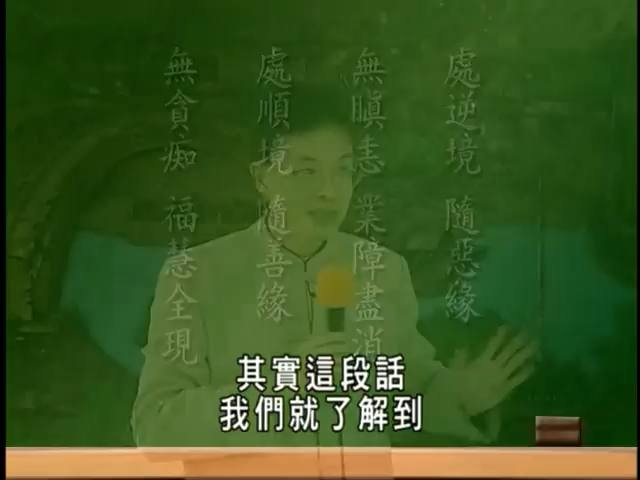 處逆境 隨惡緣
無瞋恚 業障盡消
處順境 隨善緣
無貪痴 福慧全現
其實這段話
我們就了解到